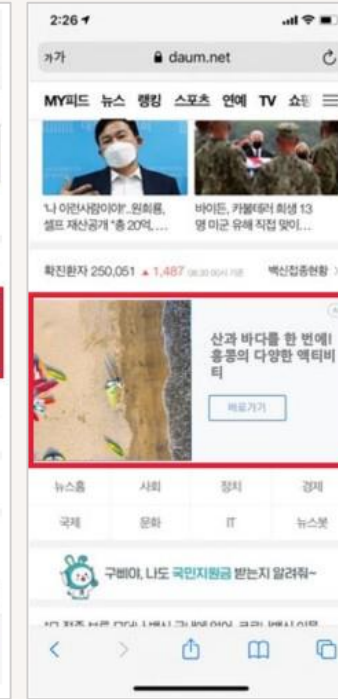 2:26
가가 daum.net
MY피드 뉴스 랭킹 스포츠 연예 TV 쇼핑
'나 이런사람이야'..원희룡,
셀프 재산공개 "총 20억, …
바이든, 카불테러 희생 13
명 미군 유해 직접 맞이…
확진환자 250,051 ▲ 1,487 백신접종현황 >
산과 바다를 한 번에!
홍콩의 다양한 액티비
티
바로가기
뉴스홈 사회 정치 경제
국제 문화 IT 뉴스봇
구삐야, 나도 국민지원금 받는지 알려줘~